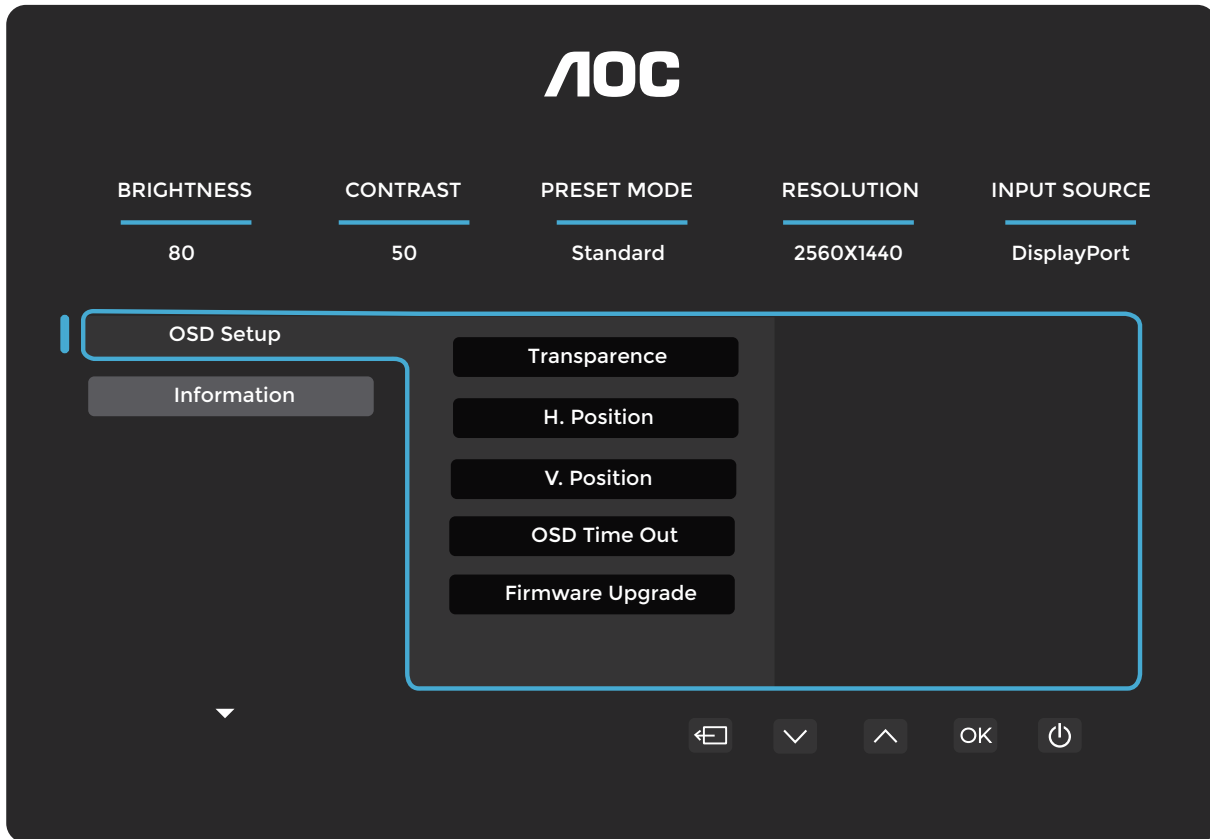 AOC
BRIGHTNESS CONTRAST PRESET MODE RESOLUTION INPUT SOURCE
80 50 Standard 2560X1440 DisplayPort
OSD Setup
Information
Transparence
H. Position
V. Position
OSD Time Out
Firmware Upgrade
OK